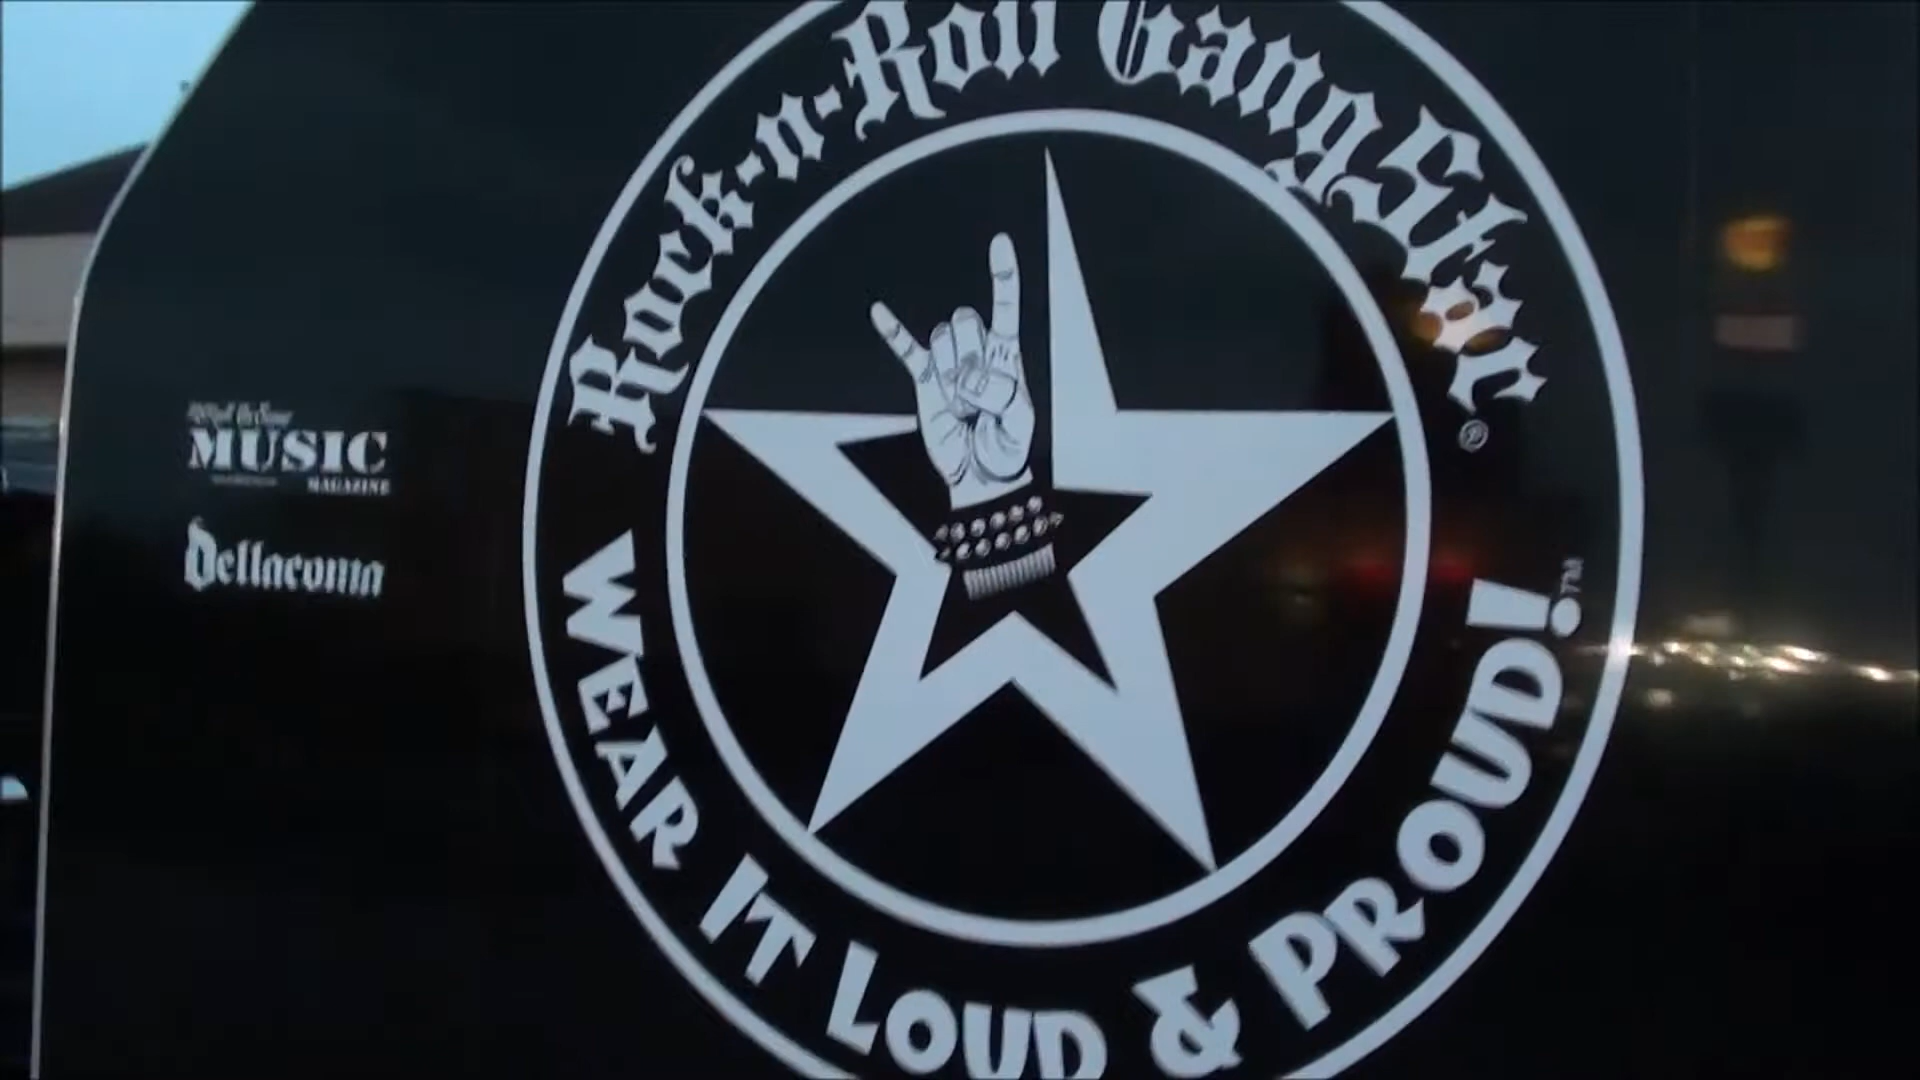 Rock-n-Roll GangStar
®
MUSIC
MAGAZINE
Dellacoma
WEAR IT LOUD & PROUD!
TM